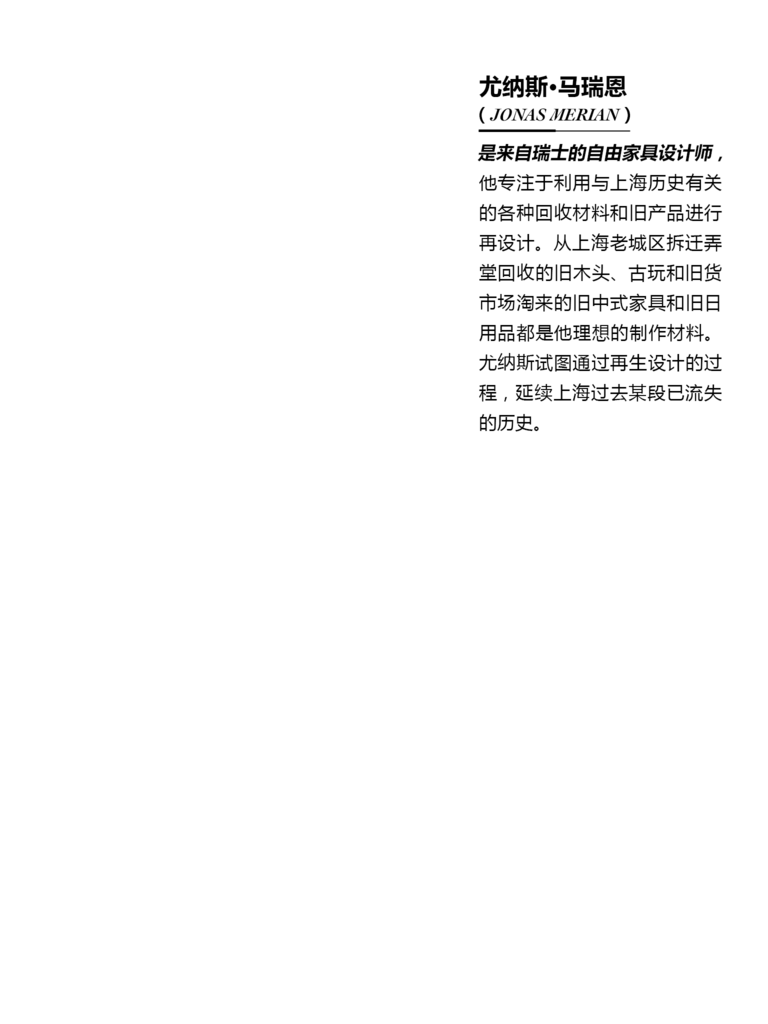 尤纳斯·马瑞恩
( JONAS MERIAN )
是来自瑞士的自由家具设计师，
他专注于利用与上海历史有关
的各种回收材料和旧产品进行
再设计。从上海老城区拆迁弄
堂回收的旧木头、古玩和旧货
市场淘来的旧中式家具和旧日
用品都是他理想的制作材料。
尤纳斯试图通过再生设计的过
程，延续上海过去某段已流失
的历史。